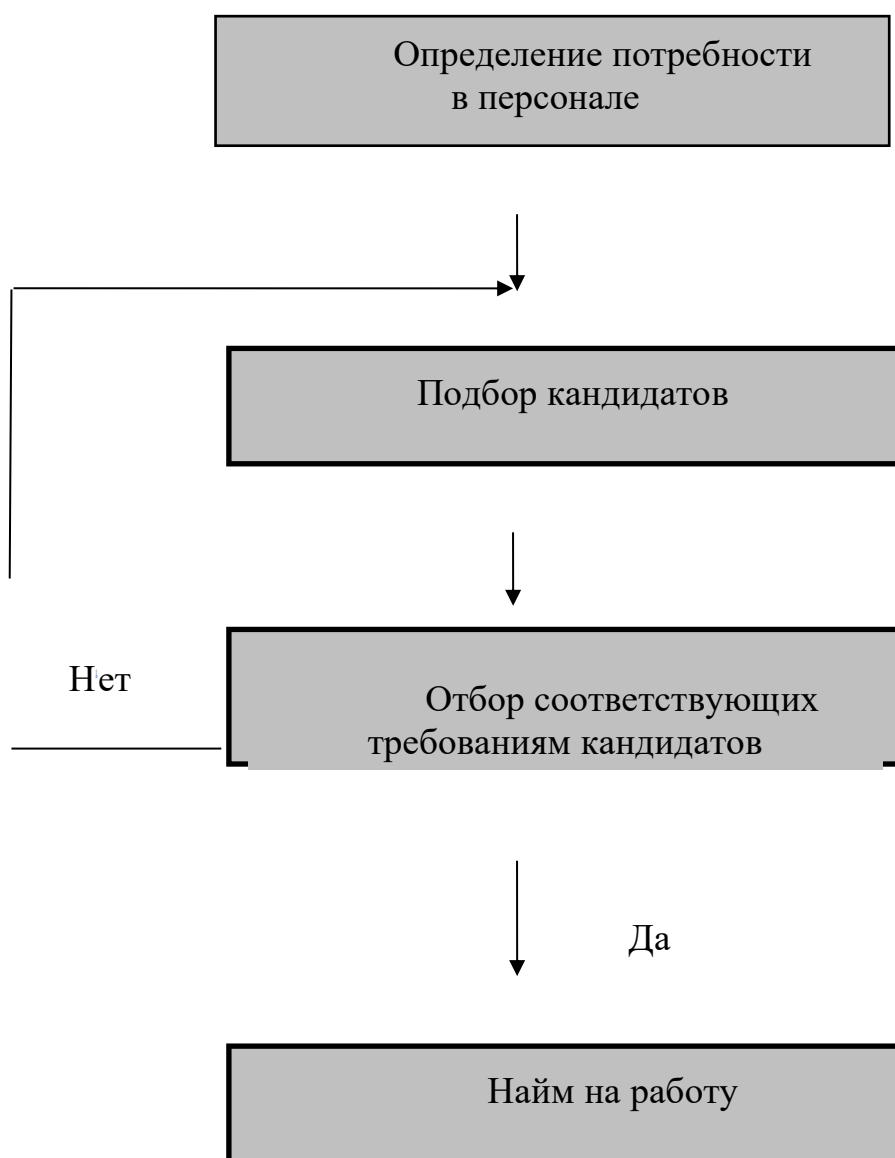 Определение потребности
в персонале
Подбор кандидатов
Нет
Отбор соответствующих
требованиям кандидатов
Да
Найм на работу